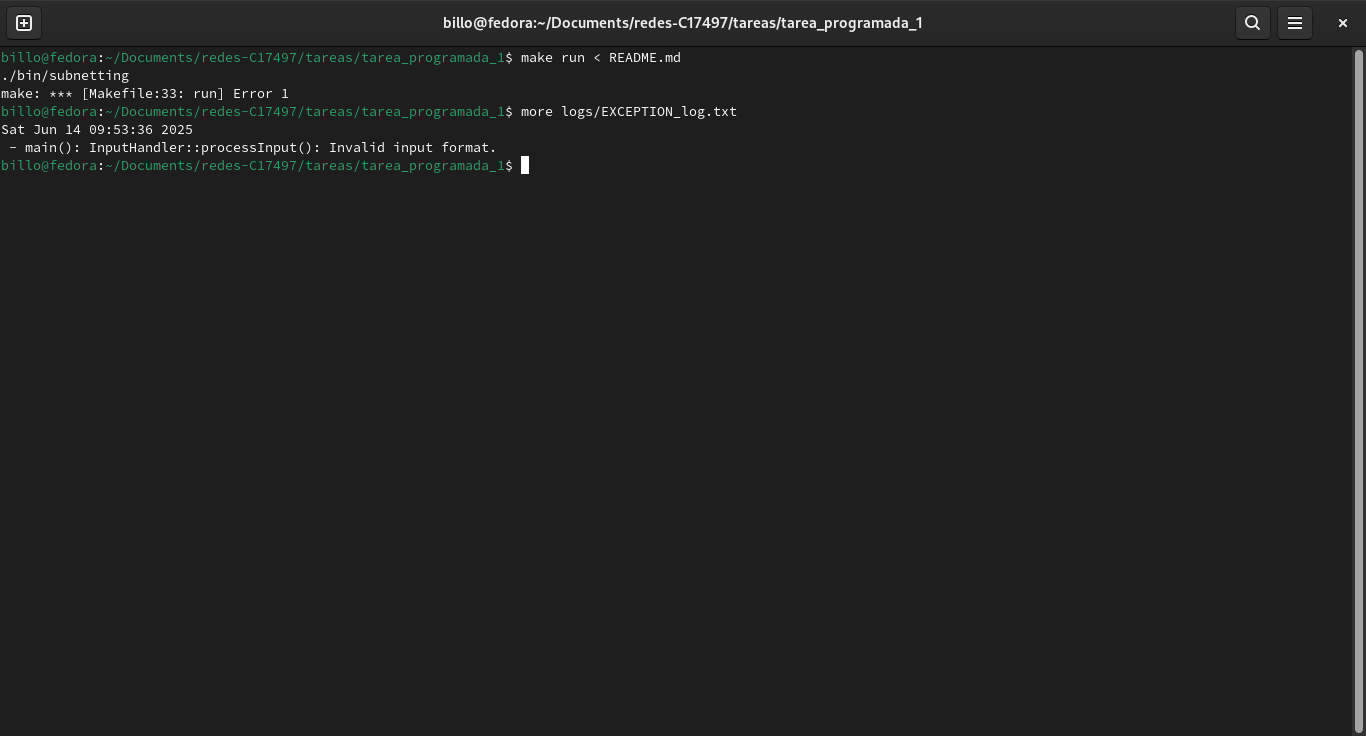 billo@fedora:~/Documents/redes-C17497/tareas/tarea_programada_1
billo@fedora:~/Documents/redes-C17497/tareas/tarea_programada_1$ make run < README.md
./bin/subnetting
make: *** [Makefile:33: run] Error 1
billo@fedora:~/Documents/redes-C17497/tareas/tarea_programada_1$ more logs/EXCEPTION_log.txt
Sat Jun 14 09:53:36 2025
 - main(): InputHandler::processInput(): Invalid input format.
billo@fedora:~/Documents/redes-C17497/tareas/tarea_programada_1$